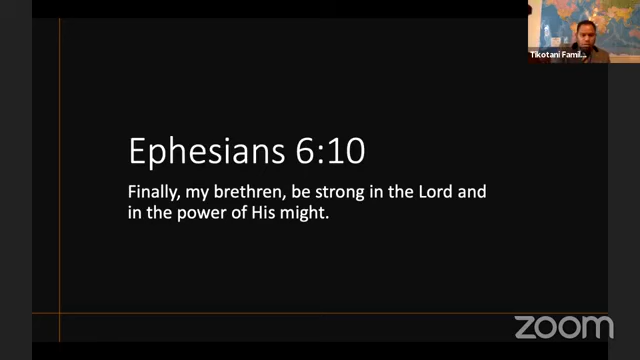 Tikotani Famil...
Ephesians 6:10
Finally, my brethren, be strong in the Lord and
in the power of His might.
zoom